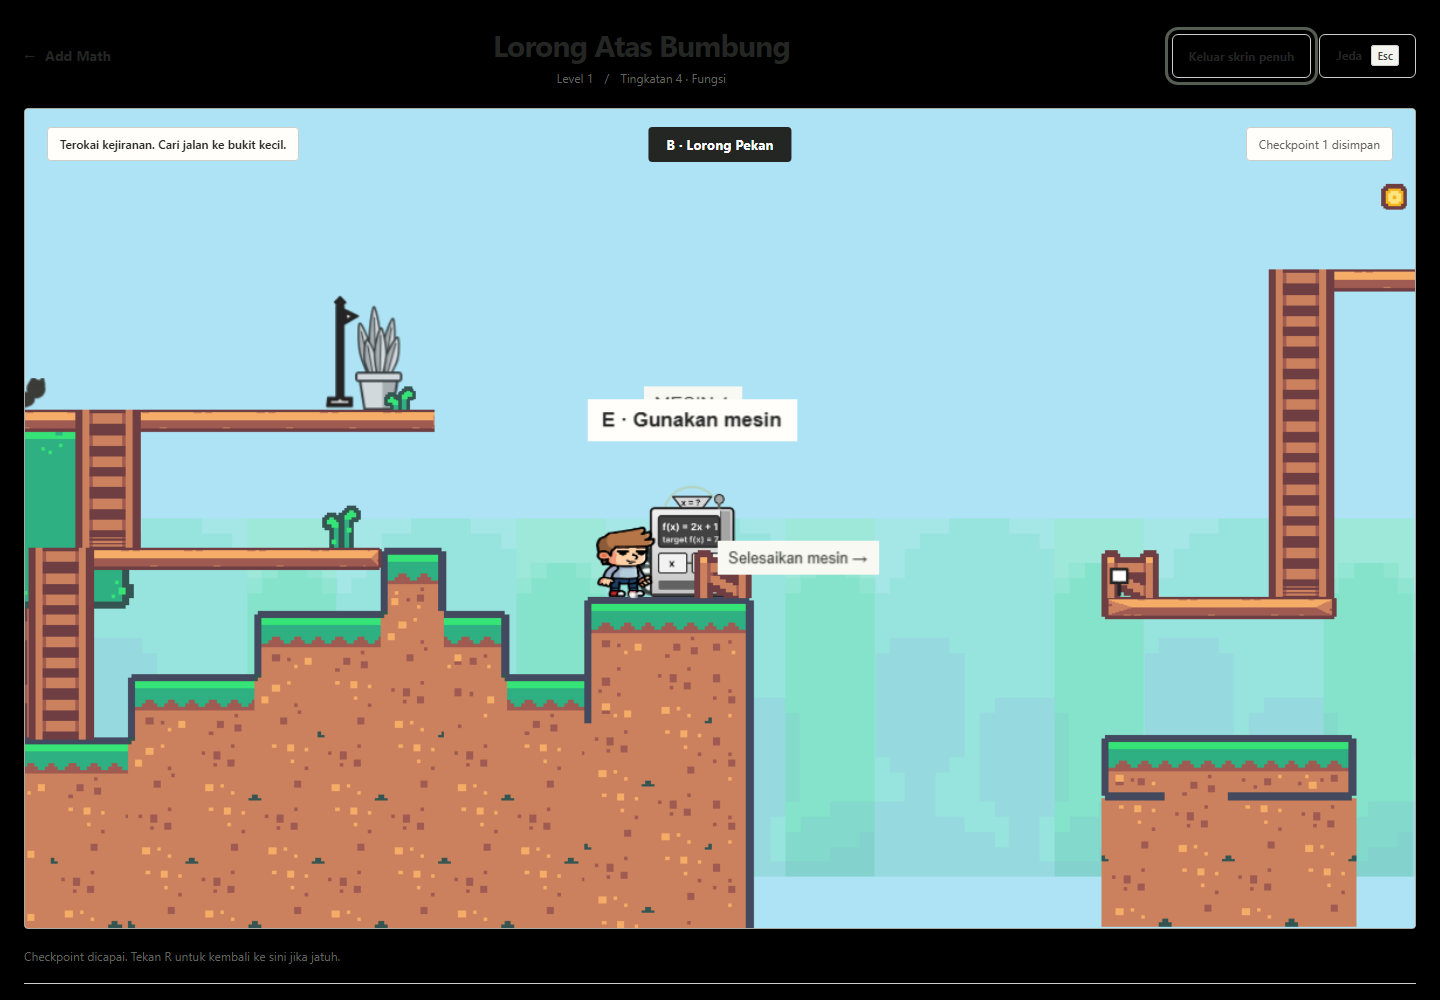 ← Add Math
Lorong Atas Bumbung
Level 1 / Tingkatan 4 · Fungsi
Keluar skrin penuh
Jeda Esc
Terokai kejiranan. Cari jalan ke bukit kecil.
B · Lorong Pekan
Checkpoint 1 disimpan
E · Gunakan mesin
x = ?
f(x) = 2x + 1
target f(x) = 7
x
Selesaikan mesin →
Checkpoint dicapai. Tekan R untuk kembali ke sini jika jatuh.